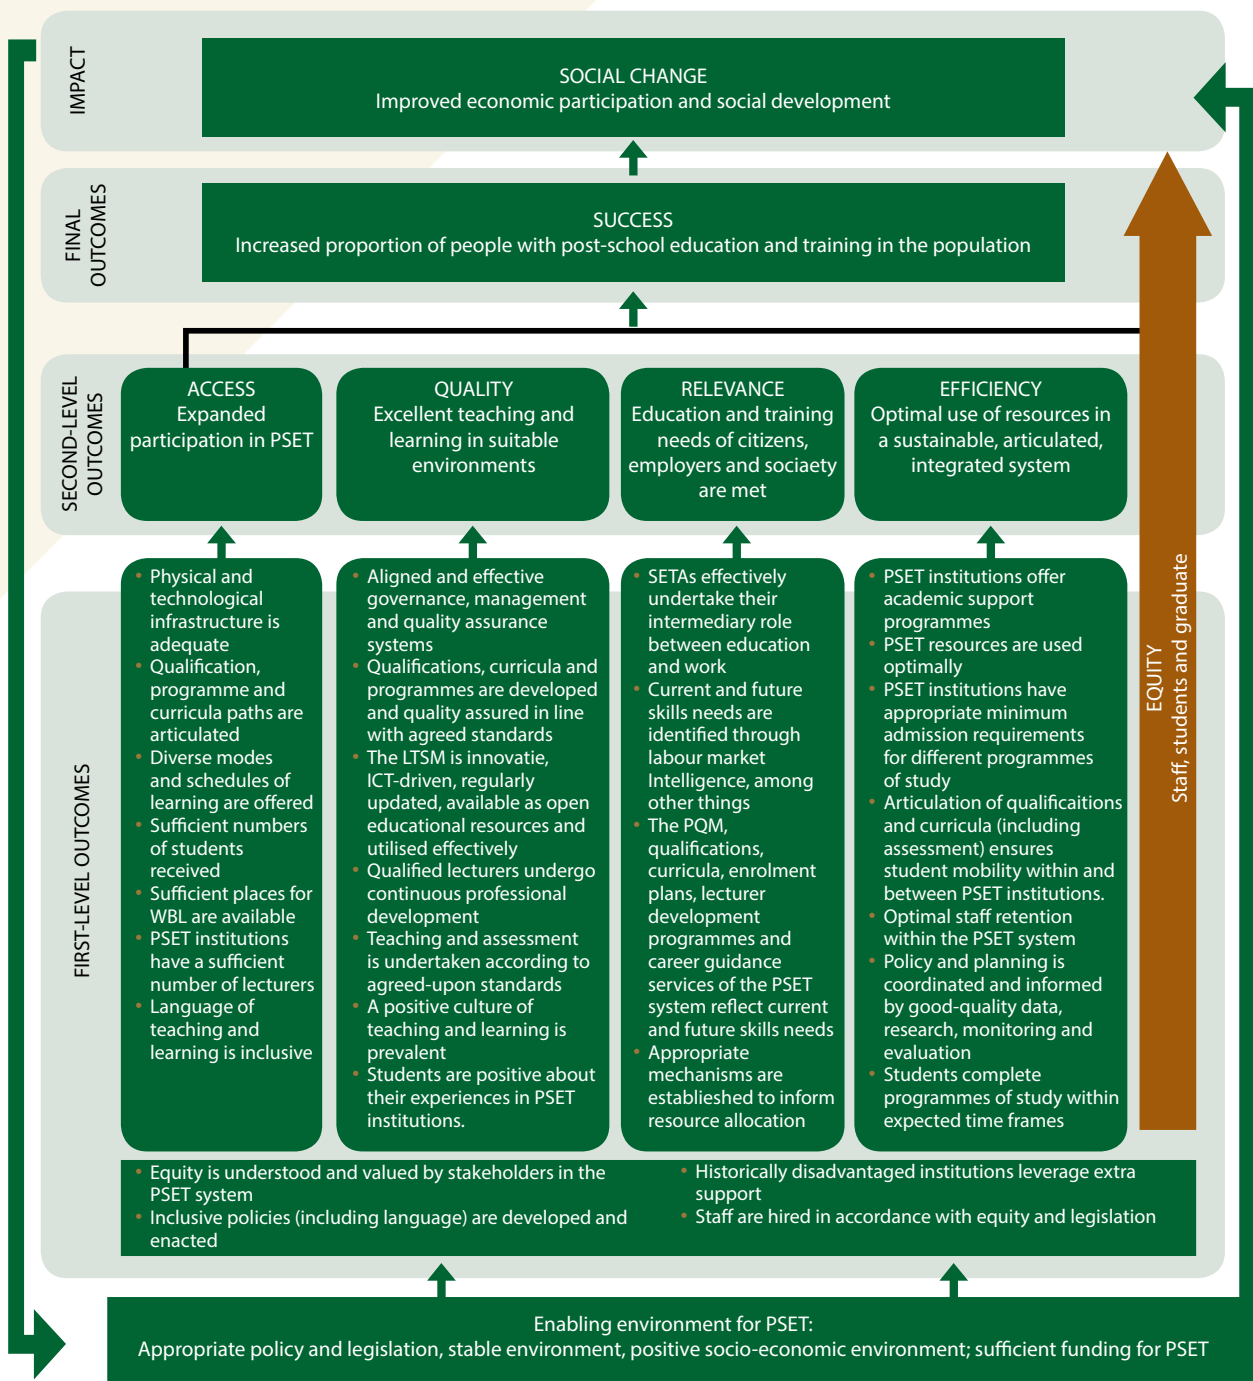 IMPACT
SOCIAL CHANGE
Improved economic participation and social development
FINAL
OUTCOMES
SUCCESS
Increased proportion of people with post-school education and training in the population
SECOND-LEVEL
OUTCOMES
ACCESS
Expanded
participation in PSET
QUALITY
Excellent teaching and
learning in suitable
environments
RELEVANCE
Education and training
needs of citizens,
employers and sociaety
are met
EFFICIENCY
Optimal use of resources in
a sustainable, articulated,
integrated system
FIRST-LEVEL OUTCOMES
• Physical and
technological
infrastructure is
adequate
• Qualification,
programme and
curricula paths are
articulated
• Diverse modes
and schedules of
learning are offered
• Sufficient numbers
of students
received
• Sufficient places for
WBL are available
• PSET institutions
have a sufficient
number of lecturers
• Language of
teaching and
learning is inclusive
• Aligned and effective
governance, management
and quality assurance
systems
• Qualifications, curricula and
programmes are developed
and quality assured in line
with agreed standards
• The LTSM is innovatie,
ICT-driven, regularly
updated, available as open
educational resources and
utilised effectively
• Qualified lecturers undergo
continuous professional
development
• Teaching and assessment
is undertaken according to
agreed-upon standards
• A positive culture of
teaching and learning is
prevalent
• Students are positive about
their experiences in PSET
institutions.
• SETAs effectively
undertake their
intermediary role
between education
and work
• Current and future
skills needs are
identified through
labour market
Intelligence, among
other things
• The PQM,
qualifications,
curricula, enrolment
plans, lecturer
development
programmes and
career guidance
services of the PSET
system reflect current
and future skills needs
• Appropriate
mechanisms are
establieshed to inform
resource allocation
• PSET institutions offer
academic support
programmes
• PSET resources are used
optimally
• PSET institutions have
appropriate minimum
admission requirements
for different programmes
of study
• Articulation of qualificaitions
and curricula (including
assessment) ensures
student mobility within and
between PSET institutions.
• Optimal staff retention
within the PSET system
• Policy and planning is
coordinated and informed
by good-quality data,
research, monitoring and
evaluation
• Students complete
programmes of study within
expected time frames
EQUITY
Staff, students and graduate
• Equity is understood and valued by stakeholders in the
PSET system
• Inclusive policies (including language) are developed and
enacted
• Historically disadvantaged institutions leverage extra
support
• Staff are hired in accordance with equity and legislation
Enabling environment for PSET:
Appropriate policy and legislation, stable environment, positive socio-economic environment; sufficient funding for PSET